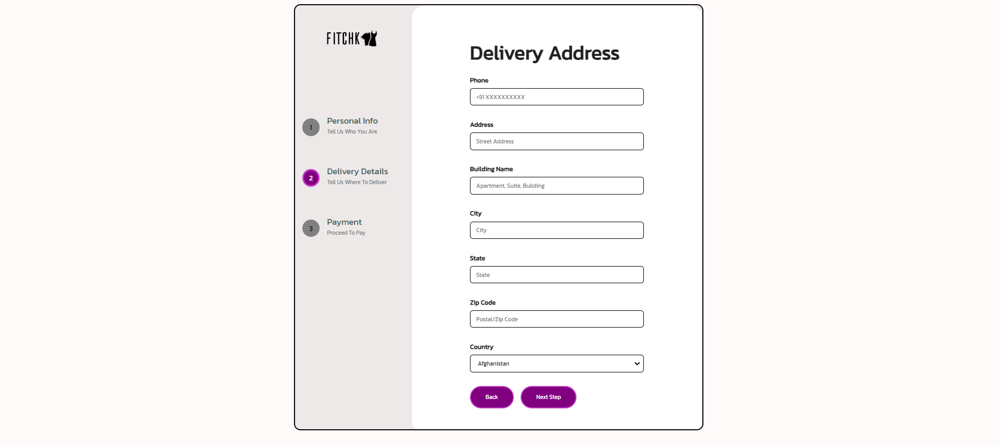 FITCHK
1
Personal Info
Tell Us Who You Are
2
Delivery Details
Tell Us Where To Deliver
3
Payment
Proceed To Pay
Delivery Address
Phone
+91 XXXXXXXXXX
Address
Street Address
Building Name
Apartment, Suite, Building
City
City
State
State
Zip Code
Postal/Zip Code
Country
Afghanistan
Back
Next Step